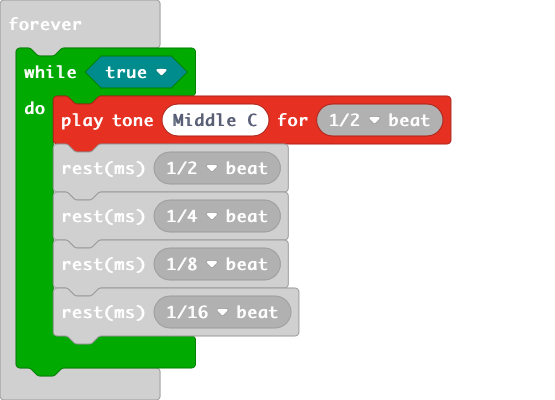 forever
while true
do play tone Middle C for 1/2 beat
rest(ms) 1/2 beat
rest(ms) 1/4 beat
rest(ms) 1/8 beat
rest(ms) 1/16 beat